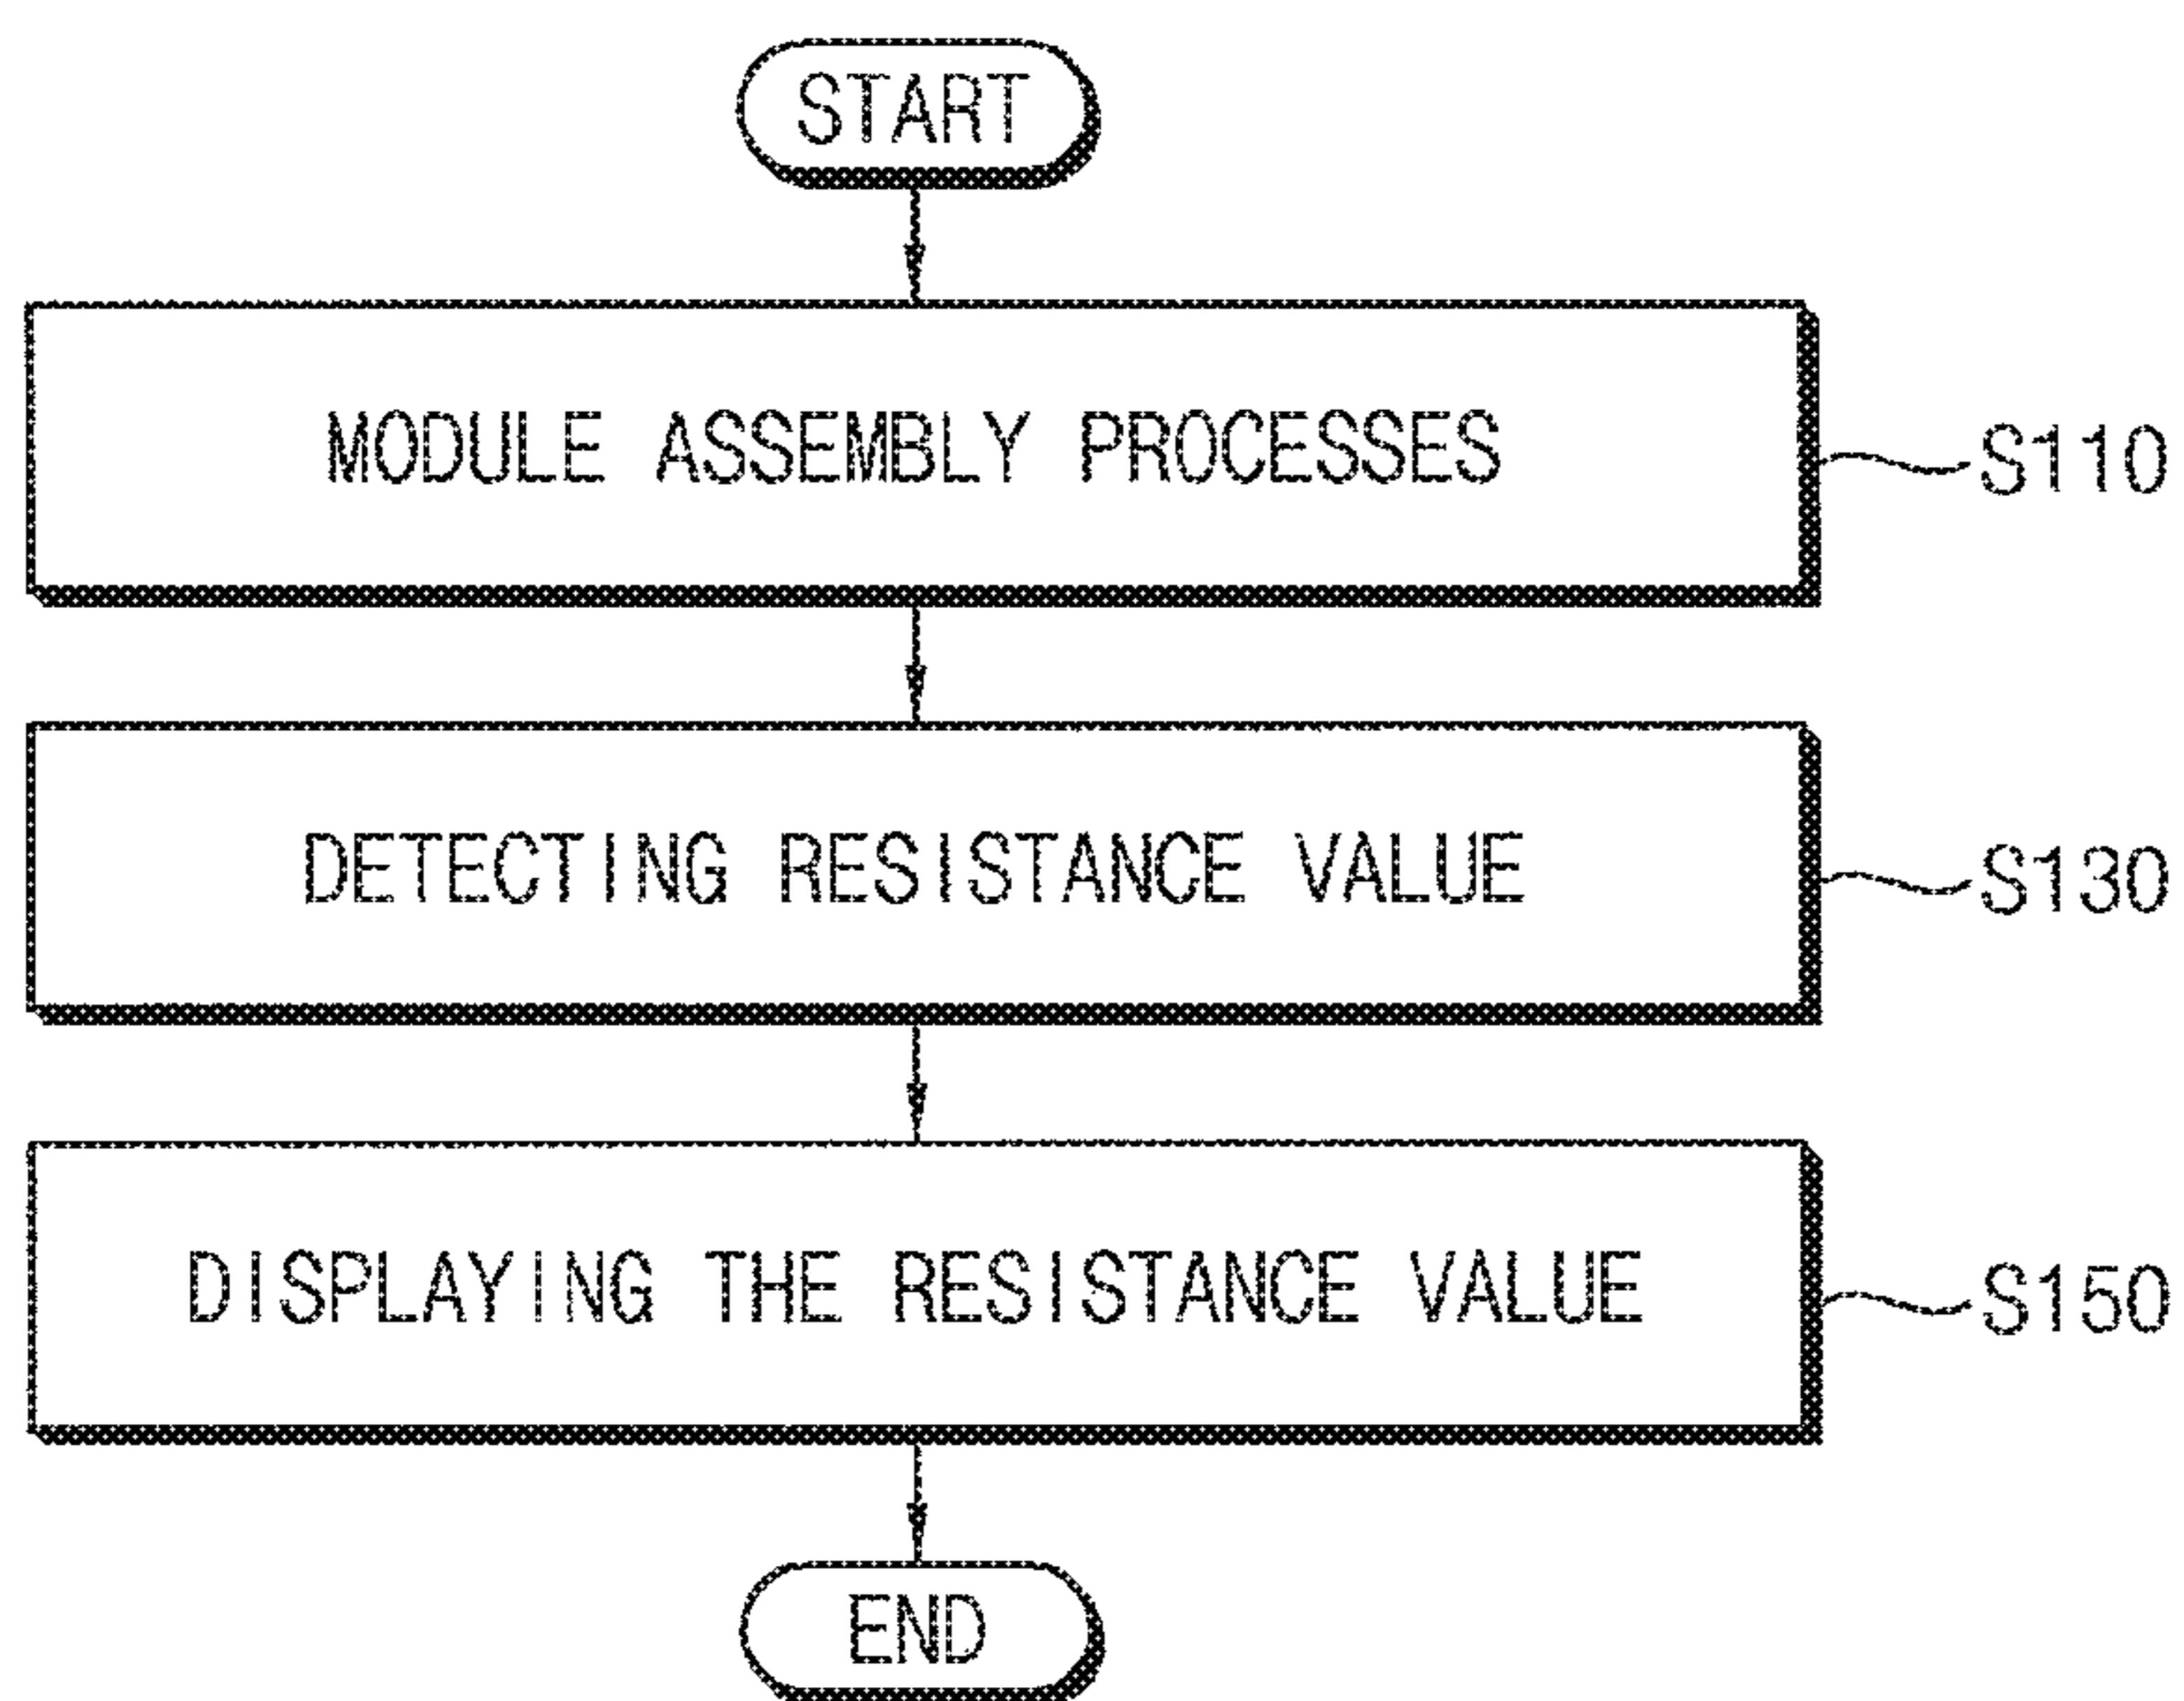 START
MODULE ASSEMBLY PROCESSES
S110
DETECTING RESISTANCE VALUE
S130
DISPLAYING THE RESISTANCE VALUE
S150
END